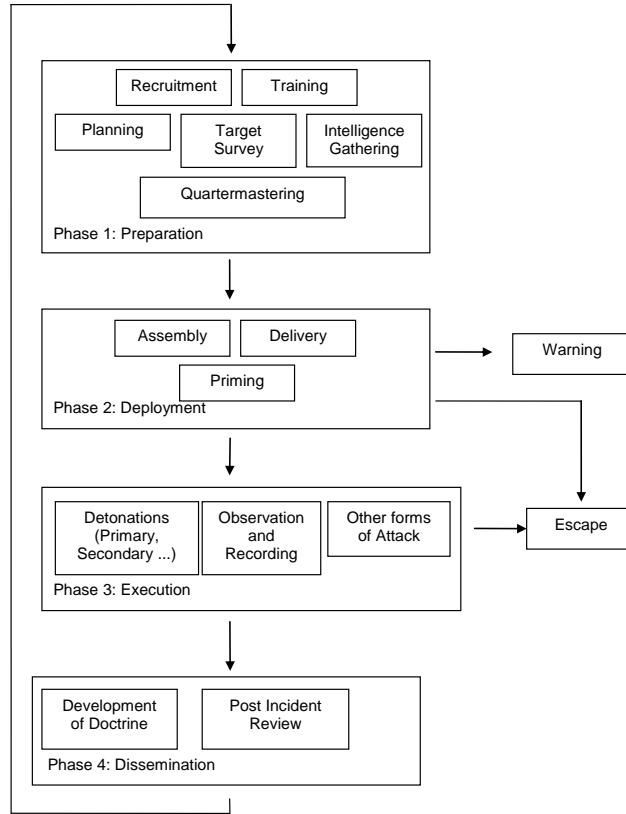 Recruitment
Training
Planning
Target
Survey
Intelligence
Gathering
Quartermastering
Phase 1: Preparation
Assembly
Delivery
Priming
Phase 2: Deployment
Warning
Detonations
(Primary,
Secondary ...)
Observation
and
Recording
Other forms
of Attack
Phase 3: Execution
Escape
Development
of Doctrine
Post Incident
Review
Phase 4: Dissemination